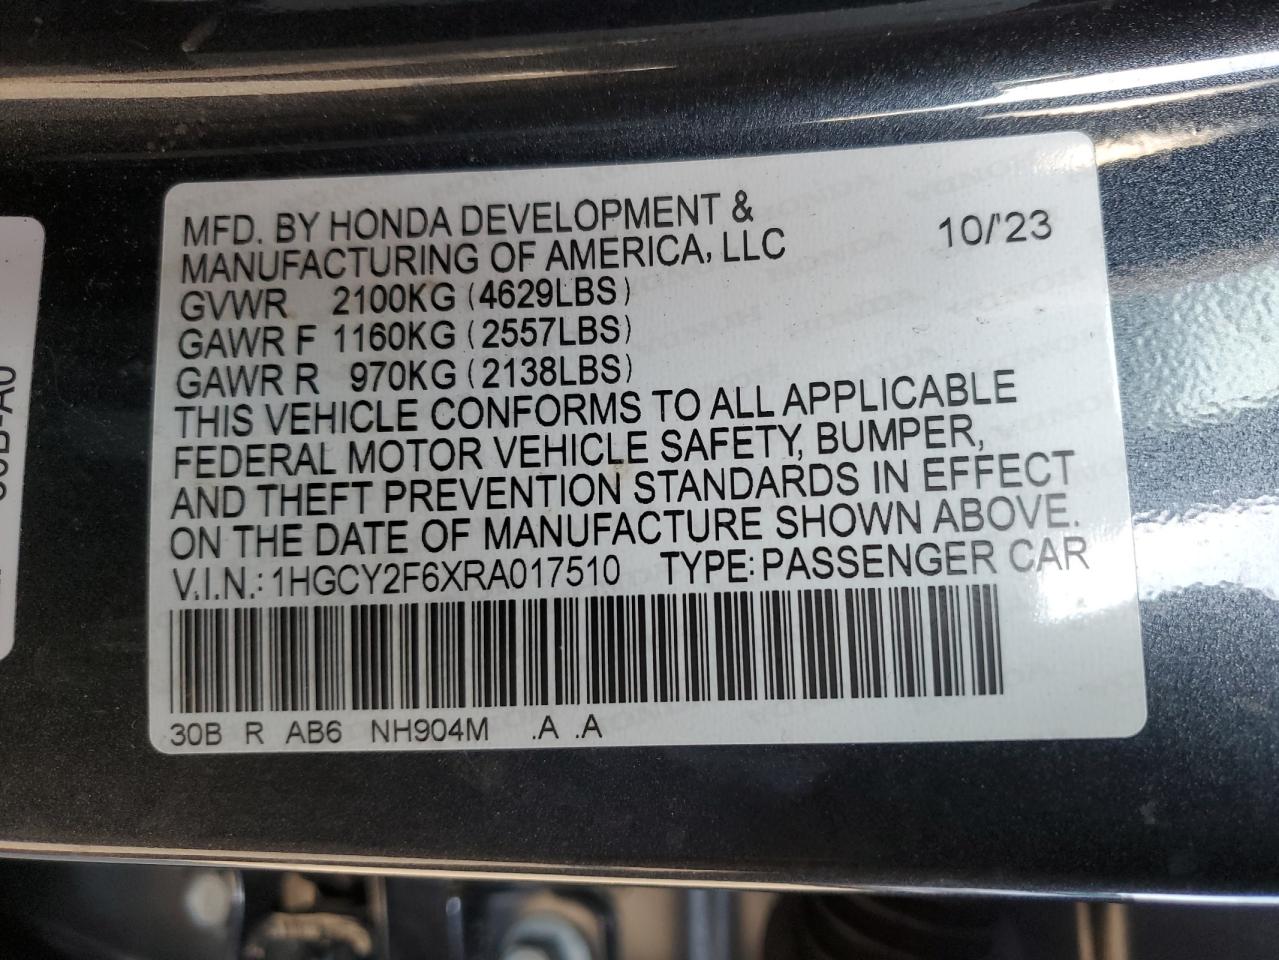 MFD. BY HONDA DEVELOPMENT &
MANUFACTURING OF AMERICA, LLC 10/'23
GVWR 2100KG (4629LBS)
GAWR F 1160KG (2557LBS)
GAWR R 970KG (2138LBS)
THIS VEHICLE CONFORMS TO ALL APPLICABLE
FEDERAL MOTOR VEHICLE SAFETY, BUMPER,
AND THEFT PREVENTION STANDARDS IN EFFECT
ON THE DATE OF MANUFACTURE SHOWN ABOVE.
V.I.N.: 1HGCY2F6XRA017510 TYPE: PASSENGER CAR
30B R AB6 NH904M .A .A